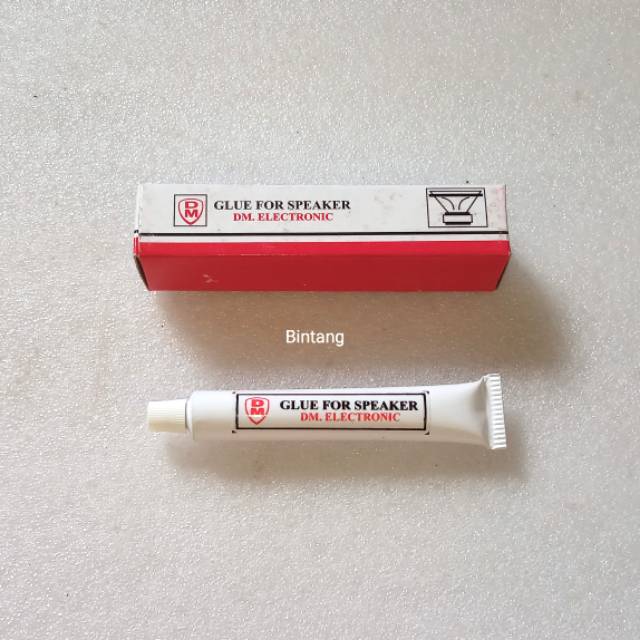 DM
GLUE FOR SPEAKER
DM. ELECTRONIC
Bintang
DM
GLUE FOR SPEAKER
DM. ELECTRONIC